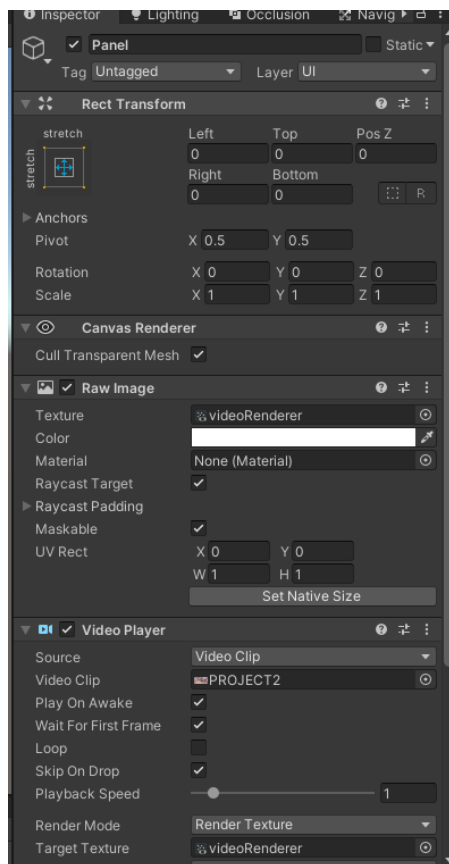 Inspector Lighting Occlusion Navig
Panel Static
Tag Untagged Layer UI
Rect Transform
stretch Left Top Pos Z
stretch 0 0 0
Right Bottom
0 0 R
Anchors
Pivot X 0.5 Y 0.5
Rotation X 0 Y 0 Z 0
Scale X 1 Y 1 Z 1
Canvas Renderer
Cull Transparent Mesh
Raw Image
Texture videoRenderer
Color
Material None (Material)
Raycast Target
Raycast Padding
Maskable
UV Rect X 0 Y 0
W 1 H 1
Set Native Size
Video Player
Source Video Clip
Video Clip PROJECT2
Play On Awake
Wait For First Frame
Loop
Skip On Drop
Playback Speed 1
Render Mode Render Texture
Target Texture videoRenderer